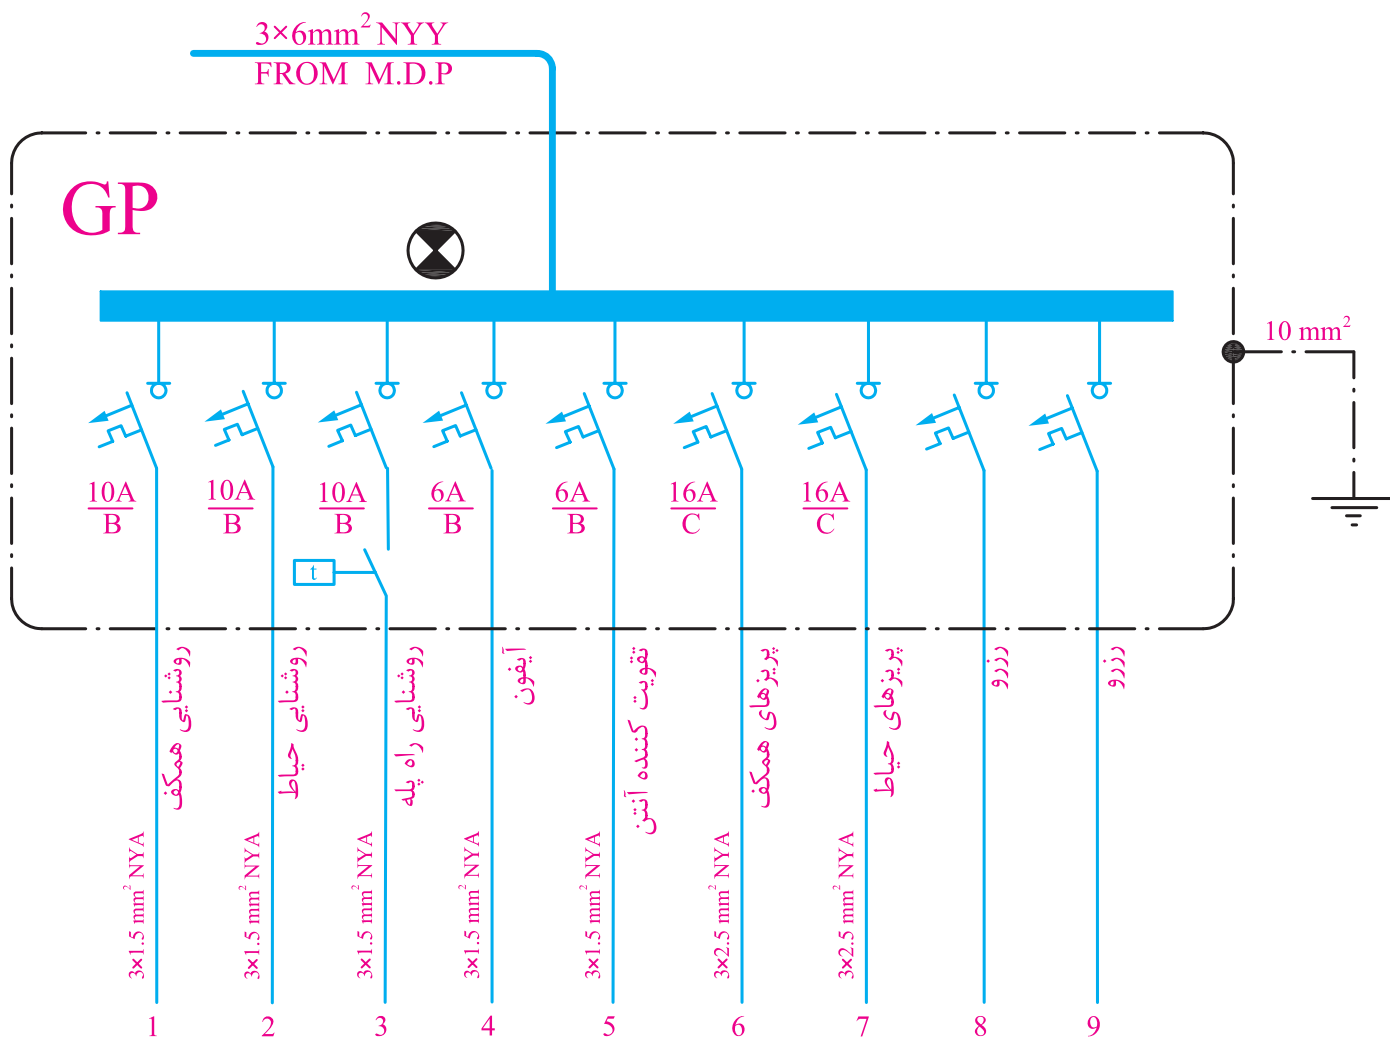 3×6mm² NYY
FROM M.D.P
GP
10 mm²
10A
B
10A
B
10A
B
6A
B
6A
B
16A
C
16A
C
t
روشنایی همکف
روشنایی حیاط
روشنایی راه پله
آیفون
تقویت کننده آنتن
پریزهای همکف
پریزهای حیاط
رزرو
رزرو
3×1.5 mm² NYA
3×1.5 mm² NYA
3×1.5 mm² NYA
3×1.5 mm² NYA
3×1.5 mm² NYA
3×2.5 mm² NYA
3×2.5 mm² NYA
1
2
3
4
5
6
7
8
9